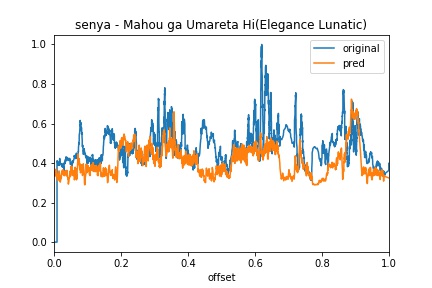 senya - Mahou ga Umareta Hi(Elegance Lunatic)
original
pred
1.0
0.8
0.6
0.4
0.2
0.0
0.0 0.2 0.4 0.6 0.8 1.0
offset